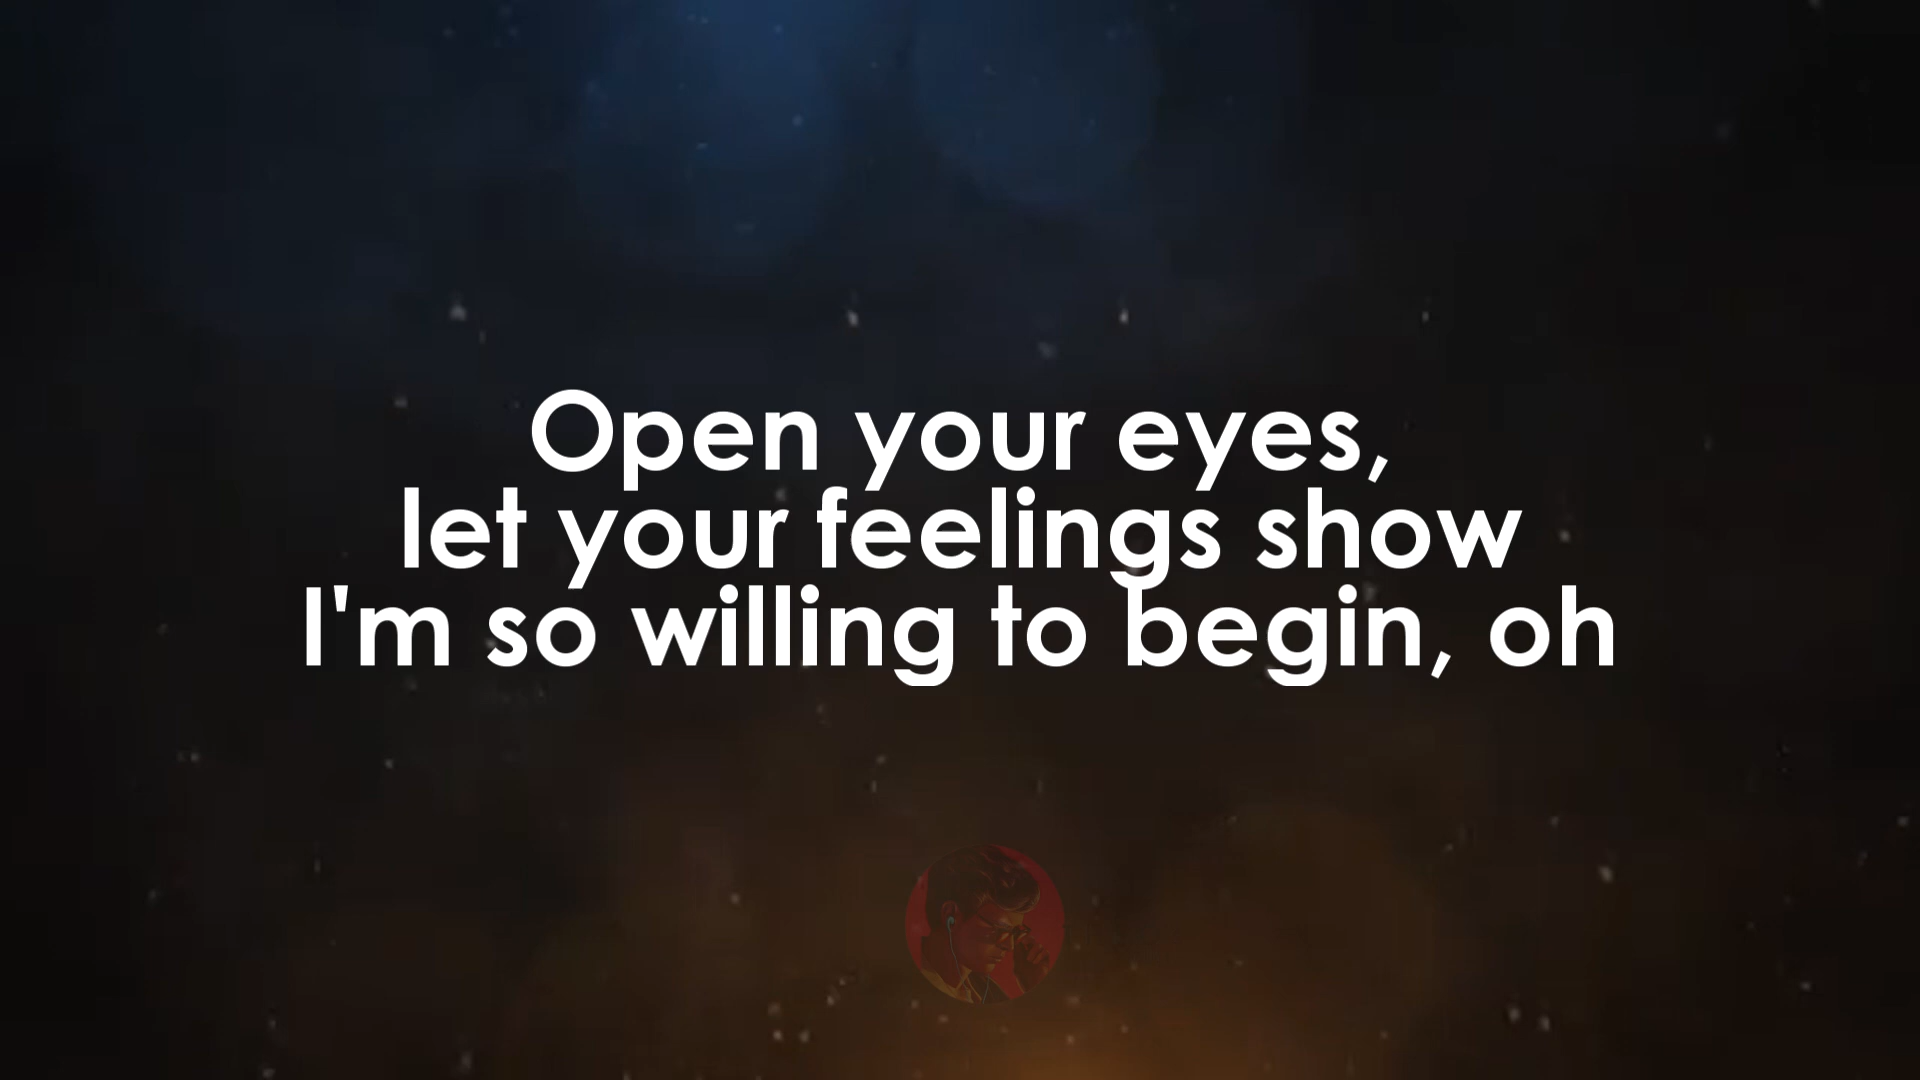 Open your eyes,
let your feelings show
I'm so willing to begin, oh